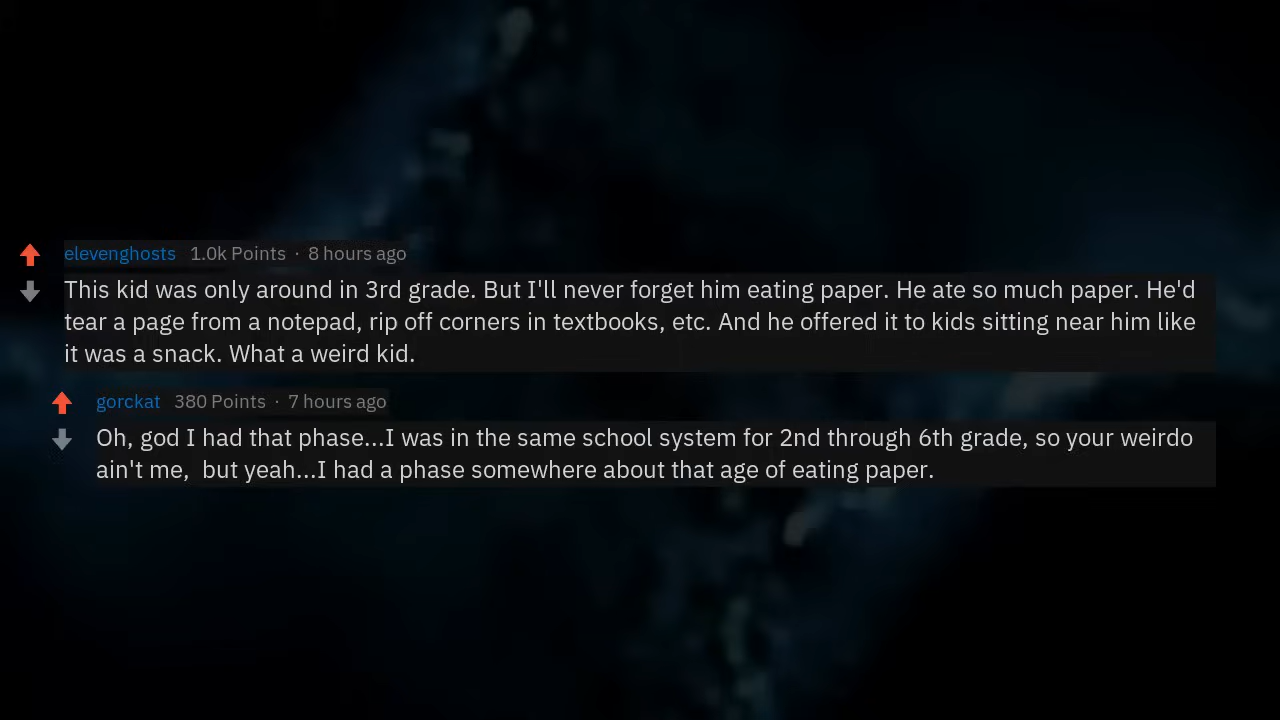 elevenghosts 1.0k Points · 8 hours ago
This kid was only around in 3rd grade. But I'll never forget him eating paper. He ate so much paper. He'd
tear a page from a notepad, rip off corners in textbooks, etc. And he offered it to kids sitting near him like
it was a snack. What a weird kid.
gorckat 380 Points · 7 hours ago
Oh, god I had that phase...I was in the same school system for 2nd through 6th grade, so your weirdo
ain't me,  but yeah...I had a phase somewhere about that age of eating paper.